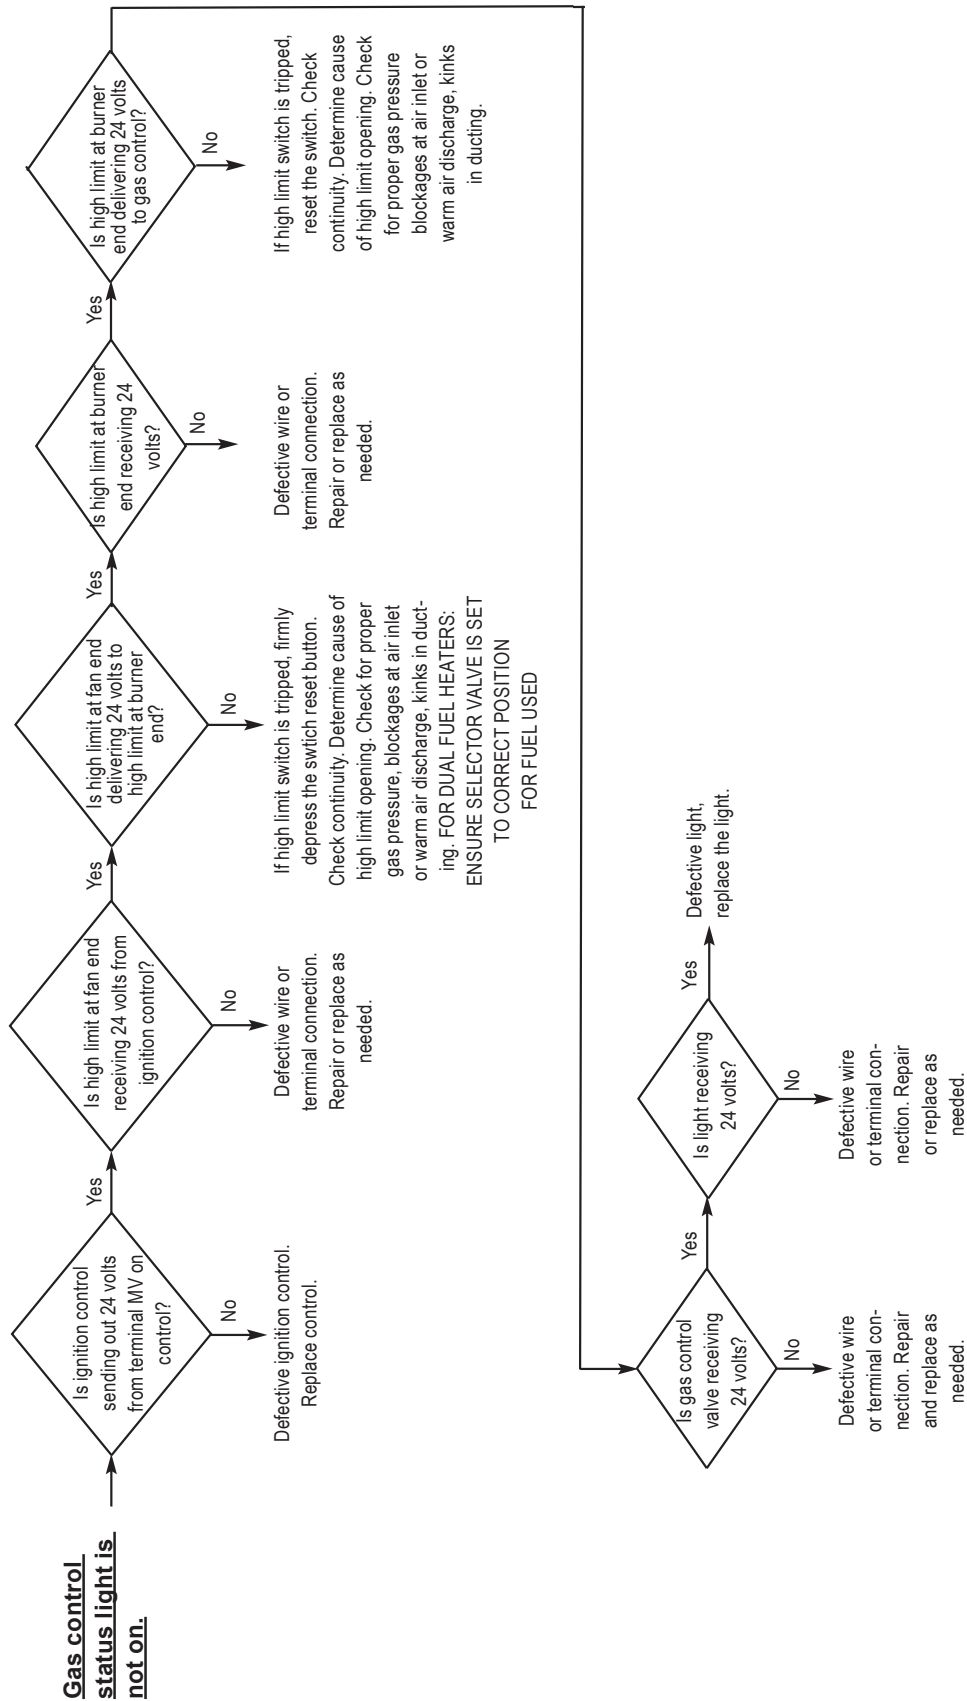 Gas control
status light is
not on.
Is ignition control
sending out 24 volts
from terminal MV on
control?
Yes
No
Defective ignition control.
Replace control.
Is high limit at fan end
receiving 24 volts from
ignition control?
Yes
No
Defective wire or
terminal connection.
Repair or replace as
needed.
Is high limit at fan end
delivering 24 volts to
high limit at burner
end?
Yes
No
If high limit switch is tripped, firmly
depress the swtich reset button.
Check continuity. Determine cause of
high limit opening. Check for proper
gas pressure, blockages at air inlet
or warm air discharge, kinks in duct-
ing. FOR DUAL FUEL HEATERS:
ENSURE SELECTOR VALVE IS SET
TO CORRECT POSITION
FOR FUEL USED
Is high limit at burner
end receiving 24
volts?
Yes
No
Defective wire or
terminal connection.
Repair or replace as
needed.
Is high limit at burner
end delivering 24 volts
to gas control?
No
If high limit switch is tripped,
reset the switch. Check
continuity. Determine cause
of high limit opening. Check
for proper gas pressure
blockages at air inlet or
warm air discharge, kinks
in ducting.
Is gas control
valve receiving
24 volts?
Yes
No
Defective wire
or terminal con-
nection. Repair
and replace as
needed.
Is light receiving
24 volts?
Yes
No
Defective wire
or terminal con-
nection. Repair
or replace as
needed.
Defective light,
replace the light.